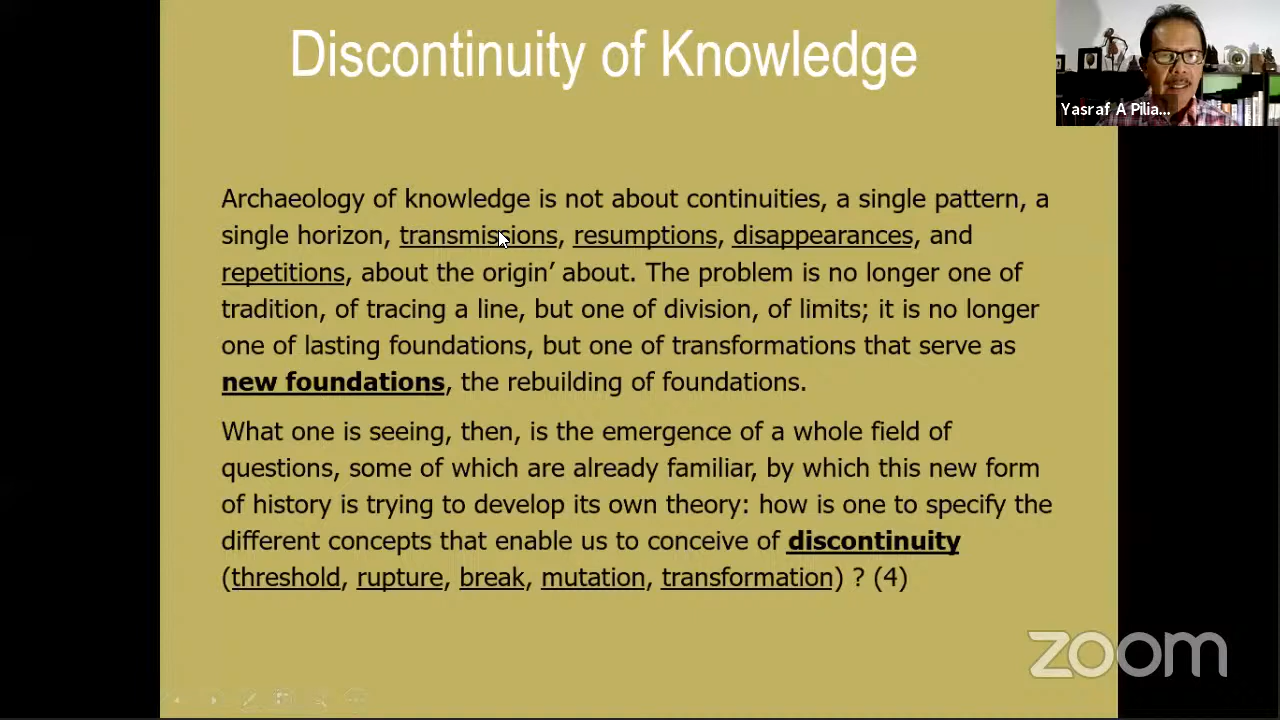 Discontinuity of Knowledge
Yasraf A Pilia...
Archaeology of knowledge is not about continuities, a single pattern, a
single horizon, transmissions, resumptions, disappearances, and
repetitions, about the origin’ about. The problem is no longer one of
tradition, of tracing a line, but one of division, of limits; it is no longer
one of lasting foundations, but one of transformations that serve as
new foundations, the rebuilding of foundations.
What one is seeing, then, is the emergence of a whole field of
questions, some of which are already familiar, by which this new form
of history is trying to develop its own theory: how is one to specify the
different concepts that enable us to conceive of discontinuity
(threshold, rupture, break, mutation, transformation) ? (4)
zoom